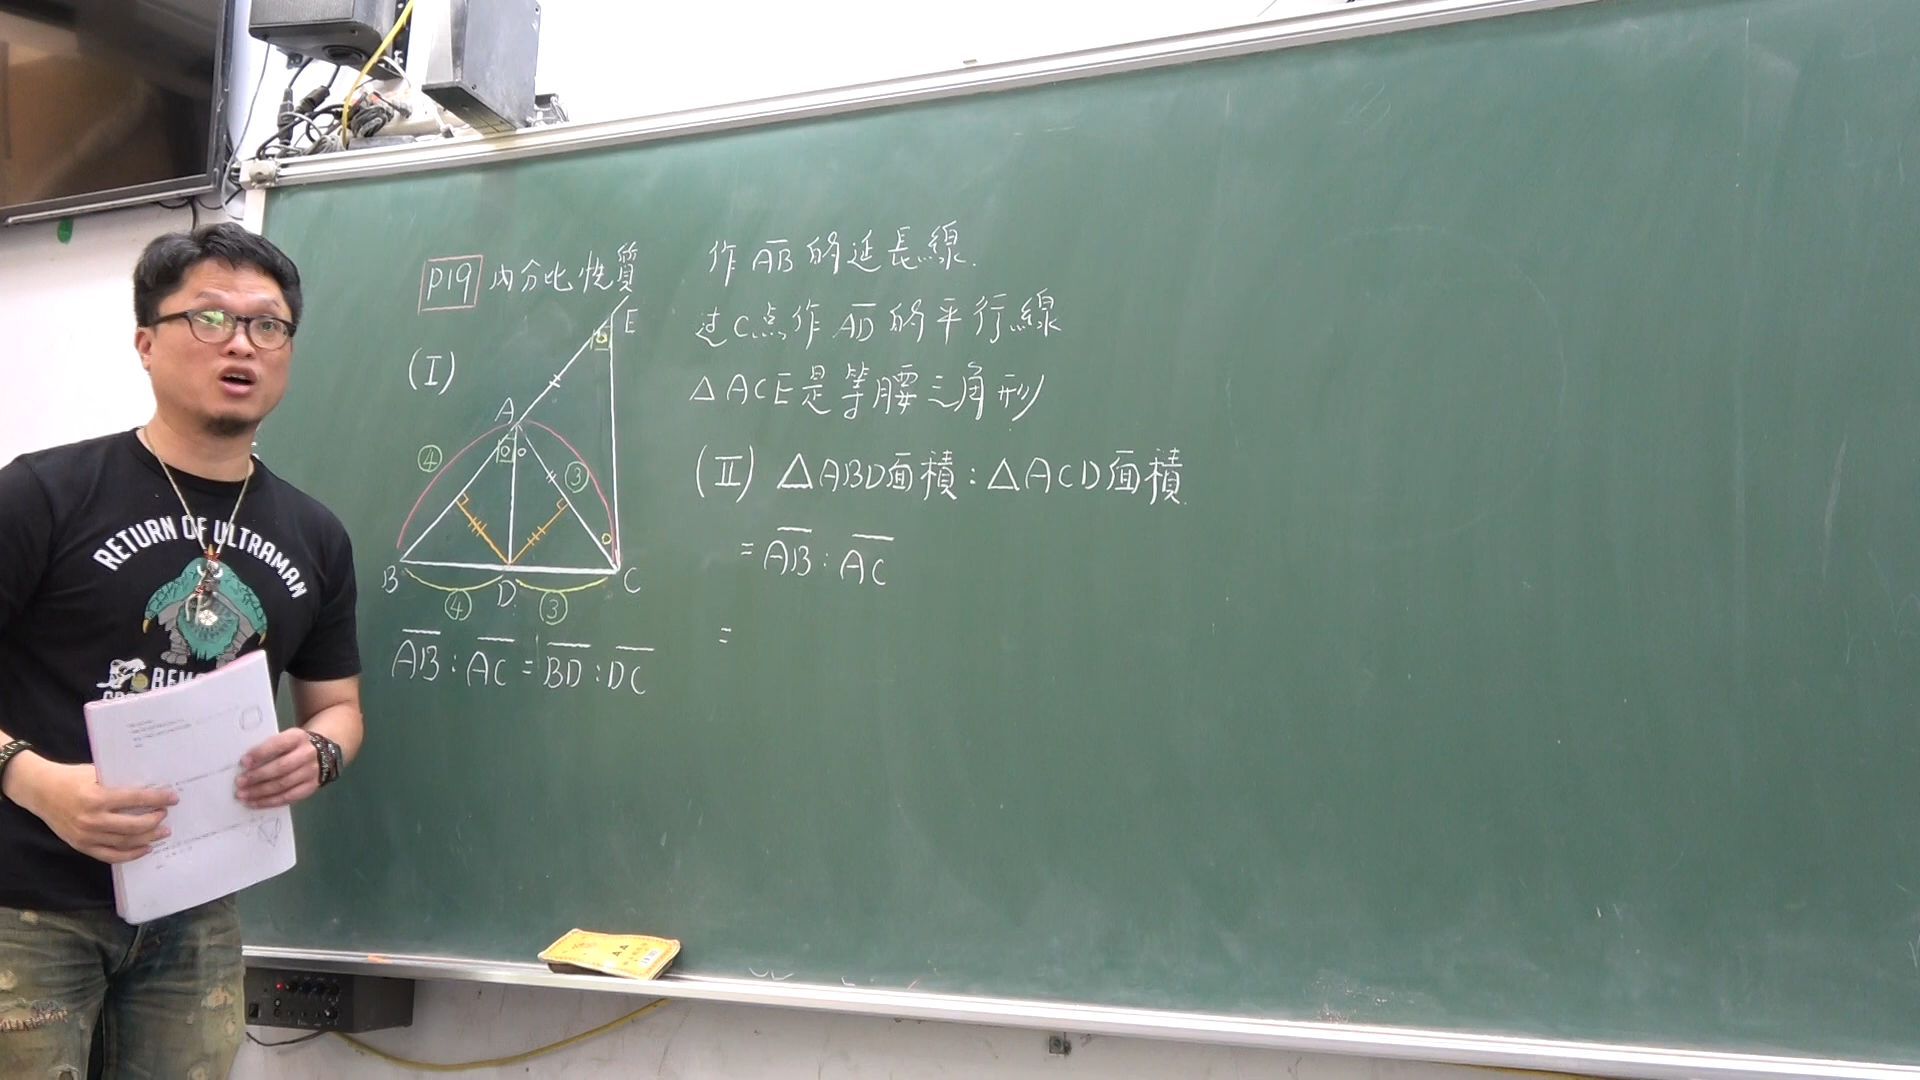 P19 內分比性質
(I)
E
A
④
③
B
D
C
④
③
AB : AC = BD : DC
作 AB 的延長線.
过C点作 AD 的平行線
△ACE是等腰三角形
(II) △ABD面積:△ACD面積
= AB : AC
=
RETURN OF ULTRAMAN